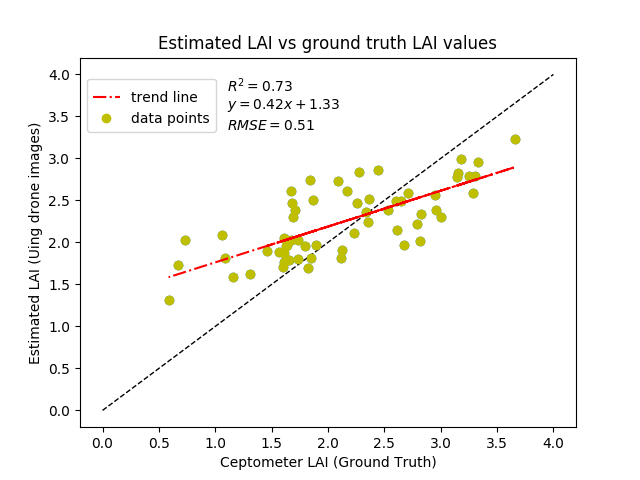 Estimated LAI vs ground truth LAI values
4.0
3.5
3.0
2.5
2.0
1.5
1.0
0.5
0.0
Estimated LAI (Uing drone images)
trend line
data points
R² = 0.73
y = 0.42x + 1.33
RMSE = 0.51
0.0 0.5 1.0 1.5 2.0 2.5 3.0 3.5 4.0
Ceptometer LAI (Ground Truth)